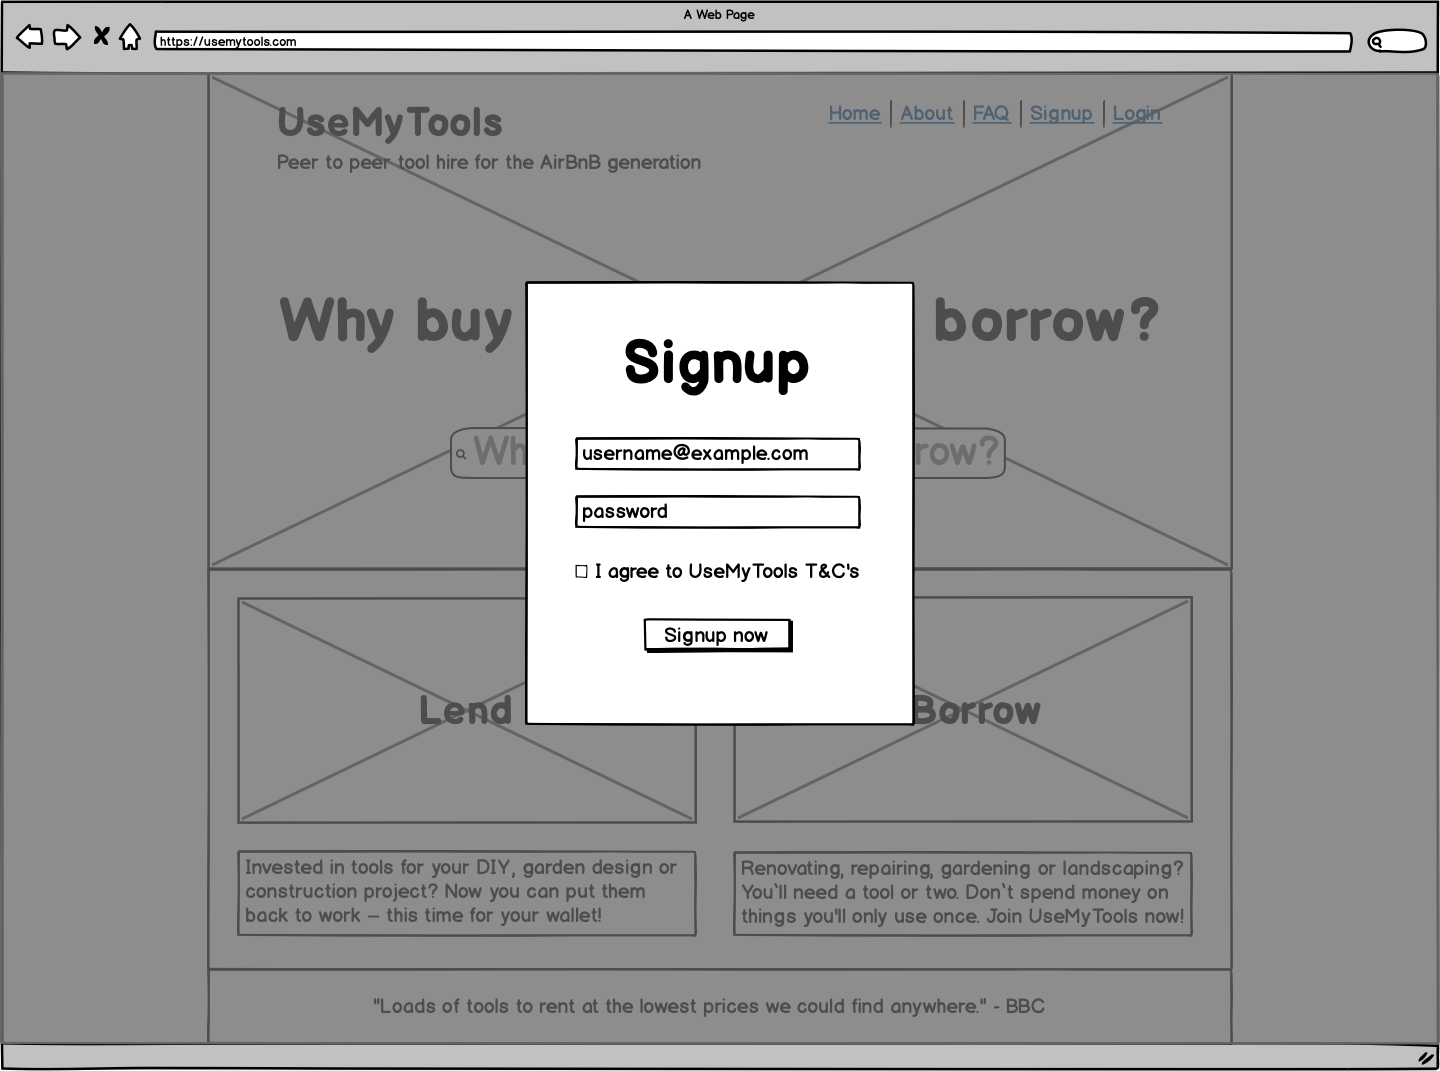 A Web Page
https://usemytools.com
UseMyTools
Home About FAQ Signup Login
Peer to peer tool hire for the AirBnB generation
Why buy borrow?
Signup
Wh row?
username@example.com
password
I agree to UseMyTools T&C's
Signup now
Lend Borrow
Invested in tools for your DIY, garden design or
construction project? Now you can put them
back to work – this time for your wallet!
Renovating, repairing, gardening or landscaping?
You'll need a tool or two. Don't spend money on
things you'll only use once. Join UseMyTools now!
"Loads of tools to rent at the lowest prices we could find anywhere." - BBC